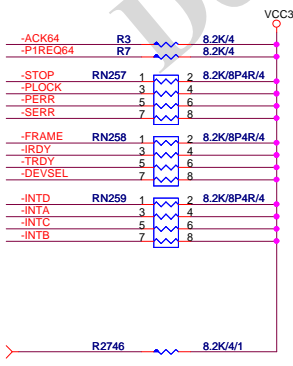 VCC3
-ACK64 R3 8.2K/4
-P1REQ64 R7 8.2K/4
-STOP RN257 1 2 8.2K/8P4R/4
-PLOCK 3 4
-PERR 5 6
-SERR 7 8
-FRAME RN258 1 2 8.2K/8P4R/4
-IRDY 3 4
-TRDY 5 6
-DEVSEL 7 8
-INTD RN259 1 2 8.2K/8P4R/4
-INTA 3 4
-INTC 5 6
-INTB 7 8
R2746 8.2K/4/1